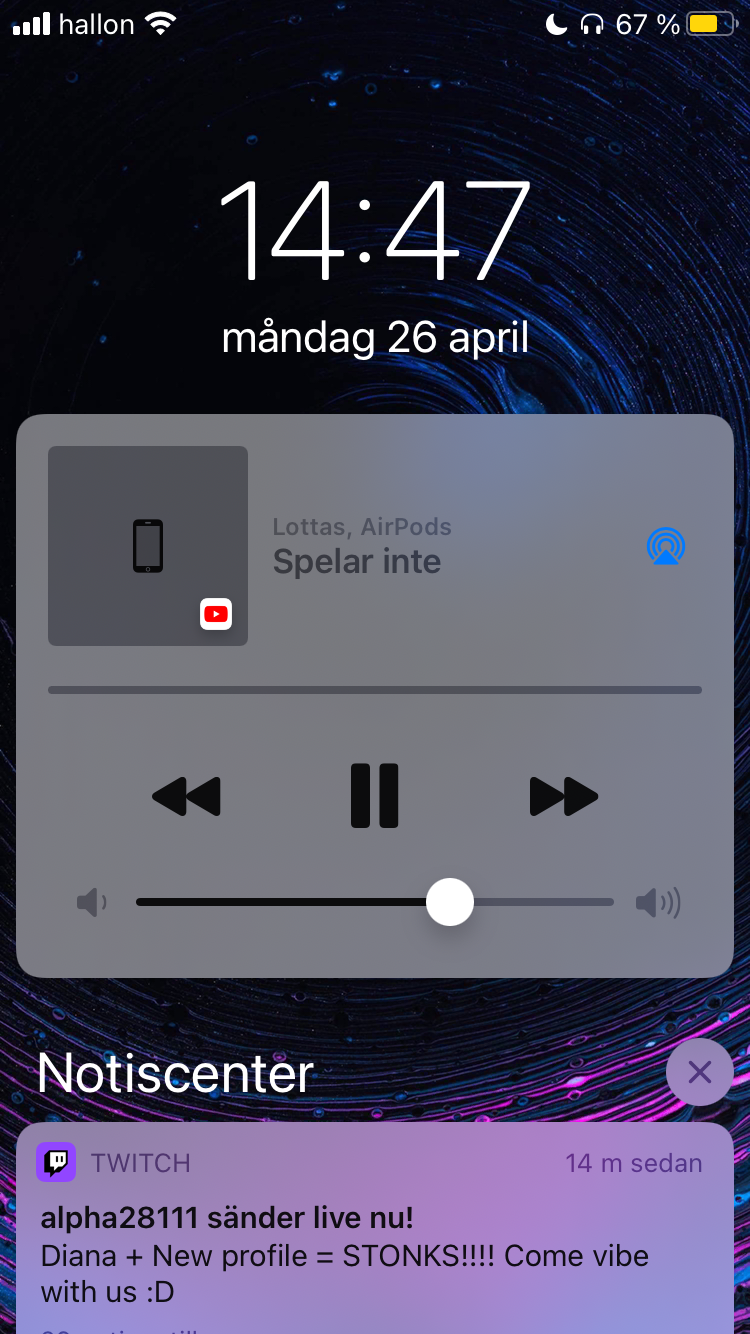 hallon 67 %
14:47
måndag 26 april
Lottas, AirPods
Spelar inte
Notiscenter
TWITCH 14 m sedan
alpha28111 sänder live nu!
Diana + New profile = STONKS!!!! Come vibe
with us :D